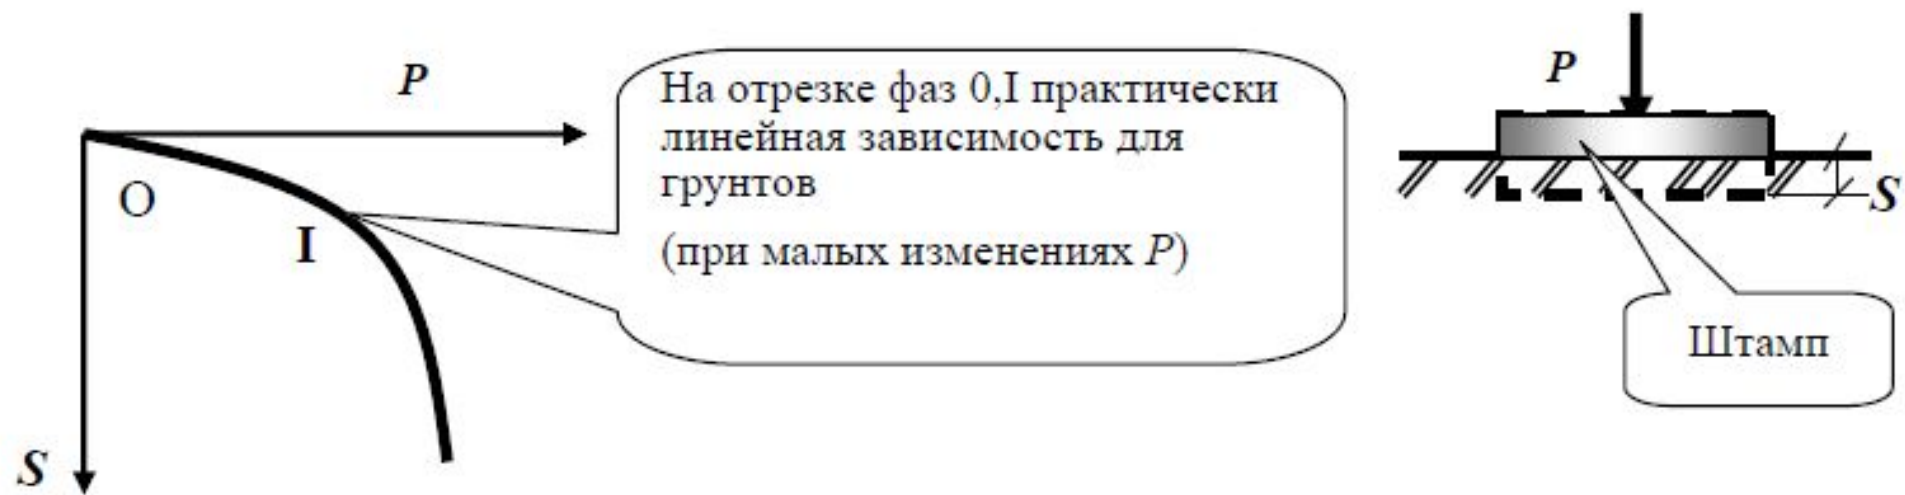 P
На отрезке фаз 0,I практически
линейная зависимость для
грунтов
(при малых изменениях P)
O
I
S
P
S
Штамп